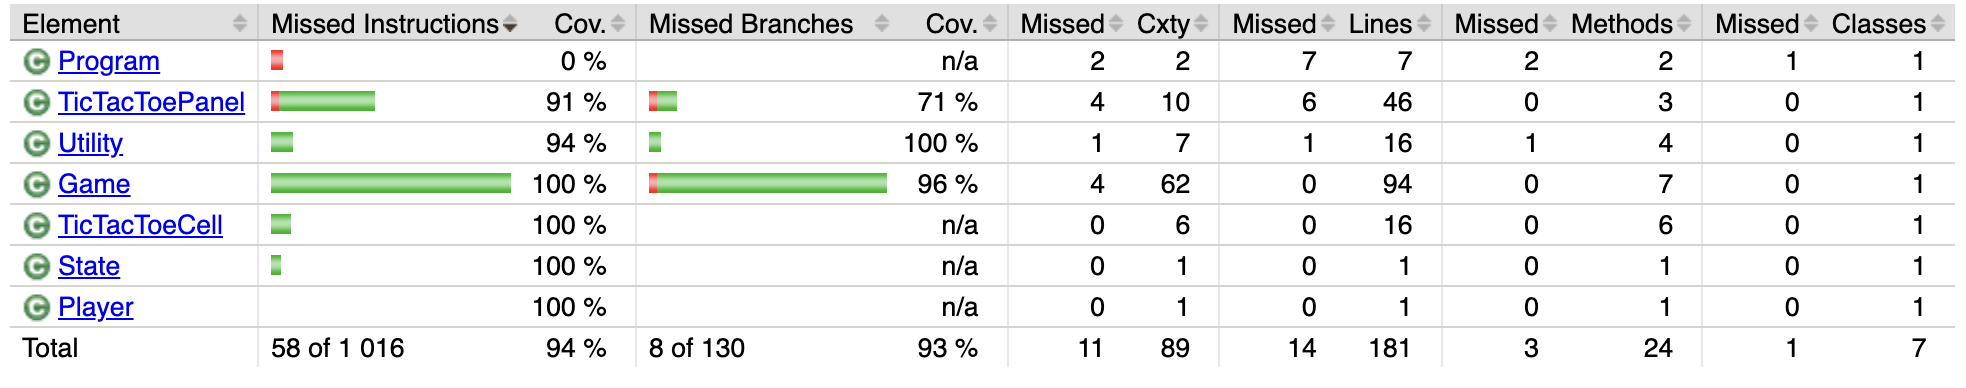 Element Missed Instructions Cov. Missed Branches Cov. Missed Cxty Missed Lines Missed Methods Missed Classes
Program 0 % n/a 2 2 7 7 2 2 1 1
TicTacToePanel 91 % 71 % 4 10 6 46 0 3 0 1
Utility 94 % 100 % 1 7 1 16 1 4 0 1
Game 100 % 96 % 4 62 0 94 0 7 0 1
TicTacToeCell 100 % n/a 0 6 0 16 0 6 0 1
State 100 % n/a 0 1 0 1 0 1 0 1
Player 100 % n/a 0 1 0 1 0 1 0 1
Total 58 of 1 016 94 % 8 of 130 93 % 11 89 14 181 3 24 1 7